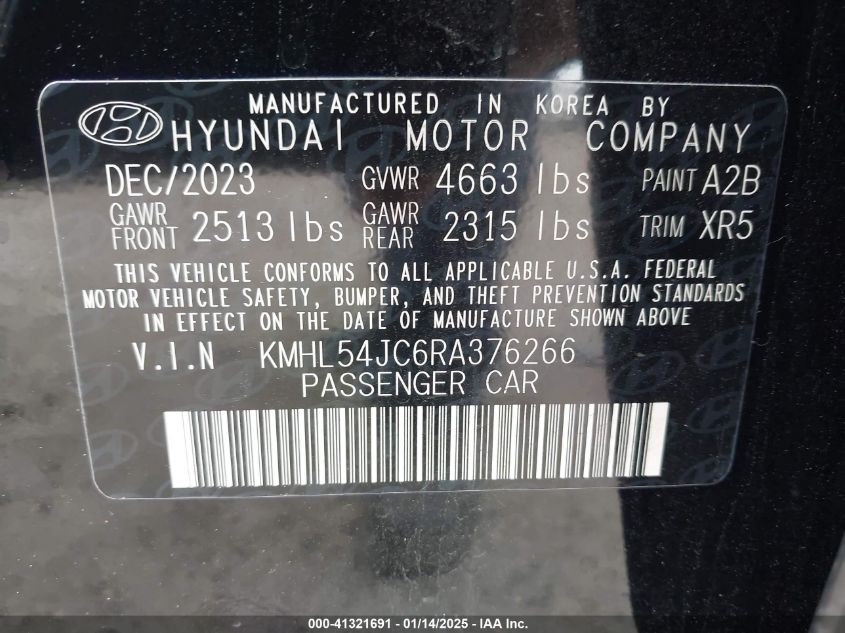 MANUFACTURED IN KOREA BY
HYUNDAI MOTOR COMPANY
DEC/2023 GVWR 4663 lbs PAINT A2B
GAWR FRONT 2513 lbs GAWR REAR 2315 lbs TRIM XR5
THIS VEHICLE CONFORMS TO ALL APPLICABLE U.S.A. FEDERAL
MOTOR VEHICLE SAFETY, BUMPER, AND THEFT PREVENTION STANDARDS
IN EFFECT ON THE DATE OF MANUFACTURE SHOWN ABOVE
V.I.N KMHL54JC6RA376266
PASSENGER CAR
000-41321691 - 01/14/2025 - IAA Inc.